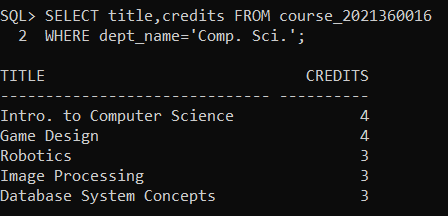 SQL> SELECT title,credits FROM course_2021360016
  2  WHERE dept_name='Comp. Sci.';

TITLE                             CREDITS
------------------------------ ----------
Intro. to Computer Science              4
Game Design                             4
Robotics                                3
Image Processing                        3
Database System Concepts                3